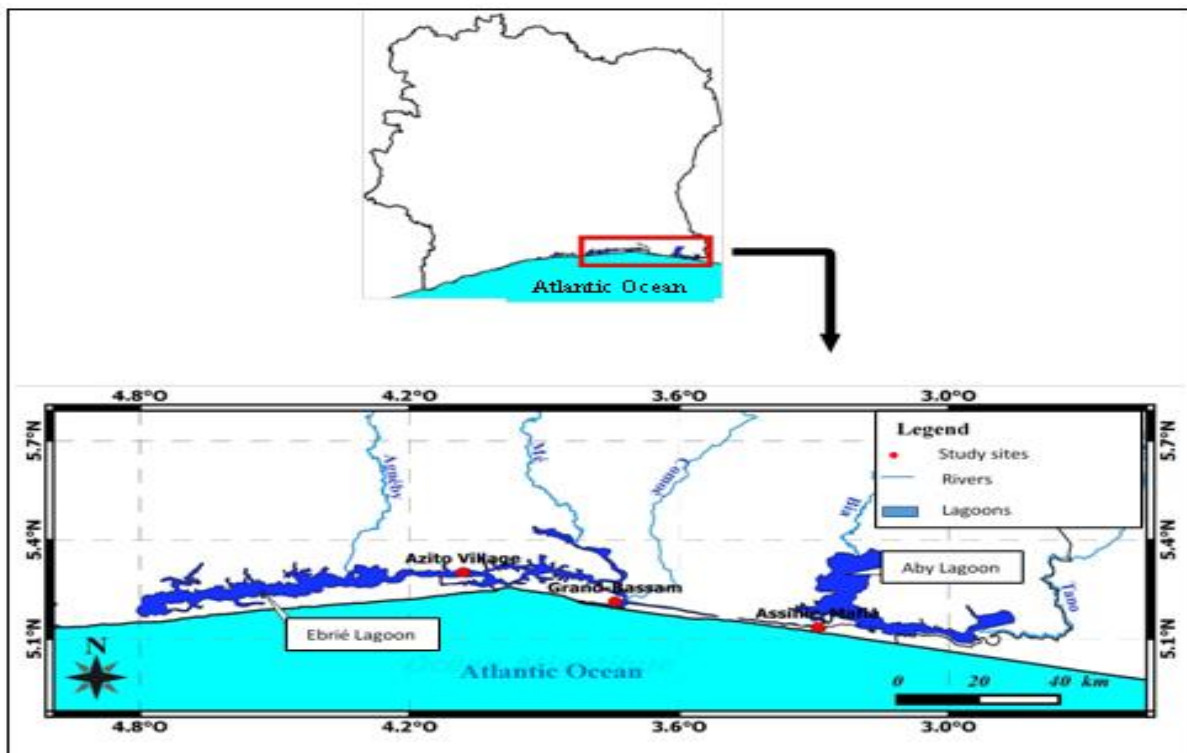 Atlantic Ocean
4.8°O 4.2°O 3.6°O 3.0°O
5.7°N
5.4°N
5.1°N
Agnéby
Mé
Comoé
Bia
Tano
Legend
Study sites
Rivers
Lagoons
5.7°N
5.4°N
5.1°N
Azito Village
Grand-Bassam
Aby Lagoon
Assinie-Mafia
Ebrié Lagoon
N
Atlantic Ocean
0 20 40 km
4.8°O 4.2°O 3.6°O 3.0°O